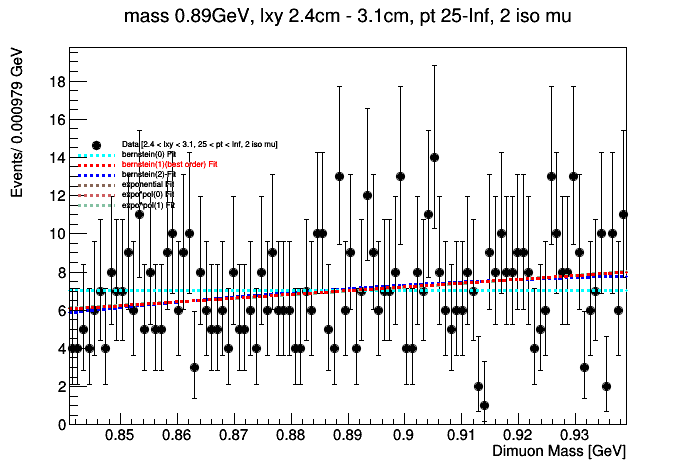 mass 0.89GeV, lxy 2.4cm - 3.1cm, pt 25-Inf, 2 iso mu
Events/ 0.000979 GeV
18
16
14
12
10
8
6
4
2
0
Data [2.4 < lxy < 3.1, 25 < pt < Inf, 2 iso mu]
bernstein(0) Fit
bernstein(1)(best order) Fit
bernstein(2) Fit
exponential Fit
expo*pol(0) Fit
expo*pol(1) Fit
0.85 0.86 0.87 0.88 0.89 0.9 0.91 0.92 0.93
Dimuon Mass [GeV]